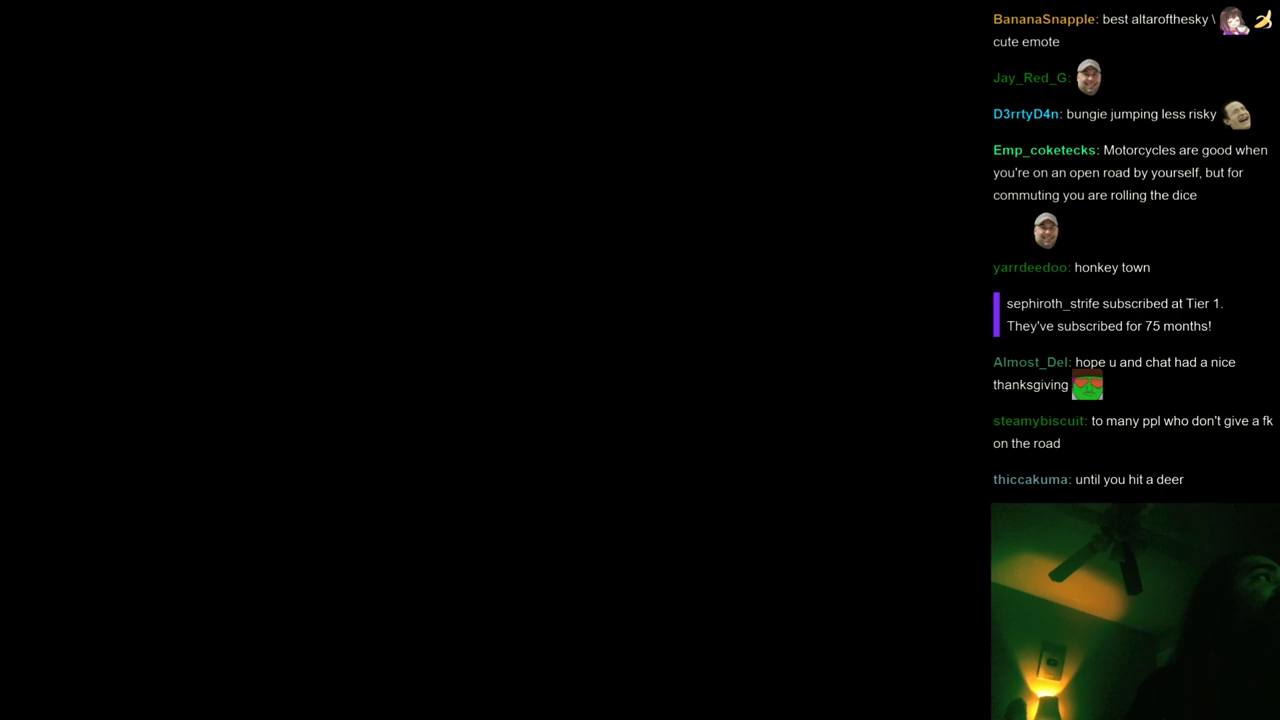 BananaSnapple: best altarofthesky \
cute emote
Jay_Red_G:
D3rrtyD4n: bungie jumping less risky
Emp_coketecks: Motorcycles are good when
you're on an open road by yourself, but for
commuting you are rolling the dice
yarrdeedoo: honkey town
sephiroth_strife subscribed at Tier 1.
They've subscribed for 75 months!
Almost_Del: hope u and chat had a nice
thanksgiving
steamybiscuit: to many ppl who don't give a fk
on the road
thiccakuma: until you hit a deer